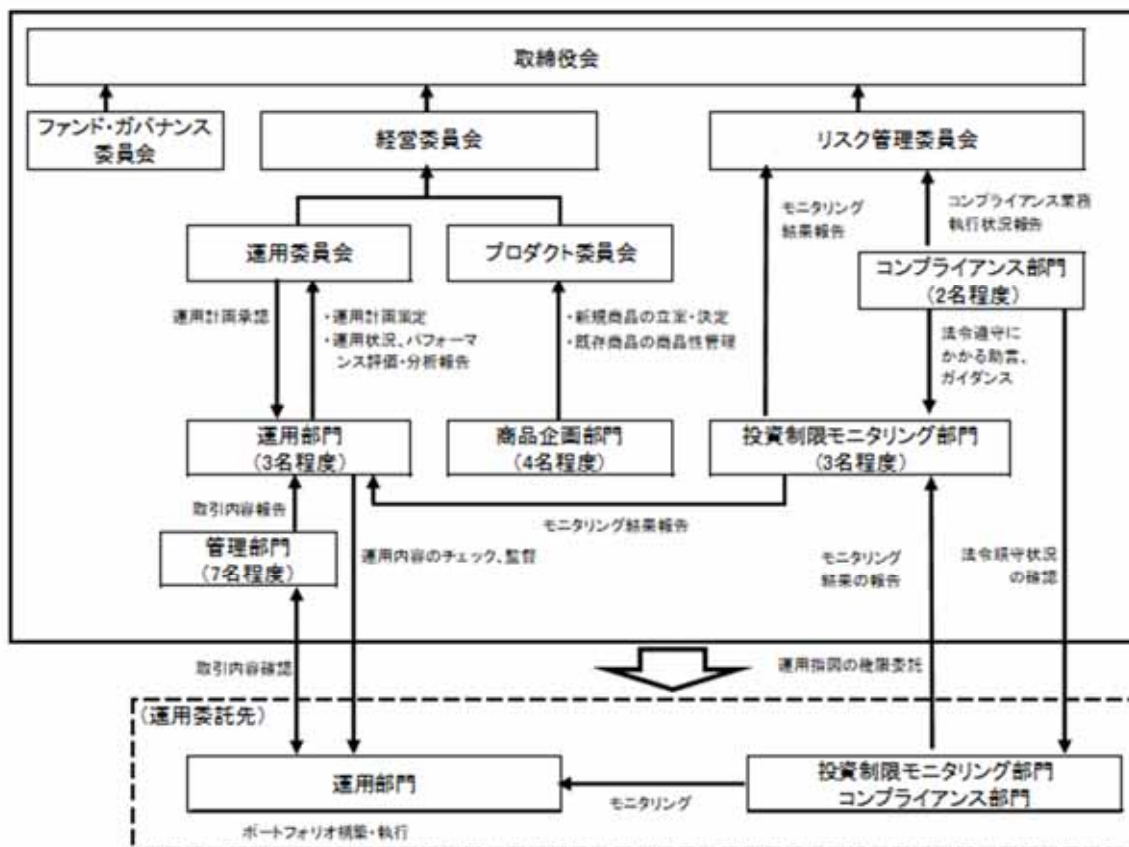 取締役会
ファンド・ガバナンス
委員会
経営委員会
リスク管理委員会
モニタリング
結果報告
コンプライアンス業務
執行状況報告
運用委員会
プロダクト委員会
コンプライアンス部門
(2名程度)
運用計画承認
・運用計画策定
・運用状況、パフォーマ
ンス評価・分析報告
・新規商品の立案・決定
・既存商品の商品性管理
法令遵守に
かかる助言、
ガイダンス
運用部門
(3名程度)
商品企画部門
(4名程度)
投資制限モニタリング部門
(3名程度)
取引内容報告
モニタリング結果報告
管理部門
(7名程度)
運用内容のチェック、監督
モニタリング
結果の報告
法令順守状況
の確認
取引内容確認
運用指図の権限委託
(運用委託先)
運用部門
モニタリング
投資制限モニタリング部門
コンプライアンス部門
ポートフォリオ構築・執行